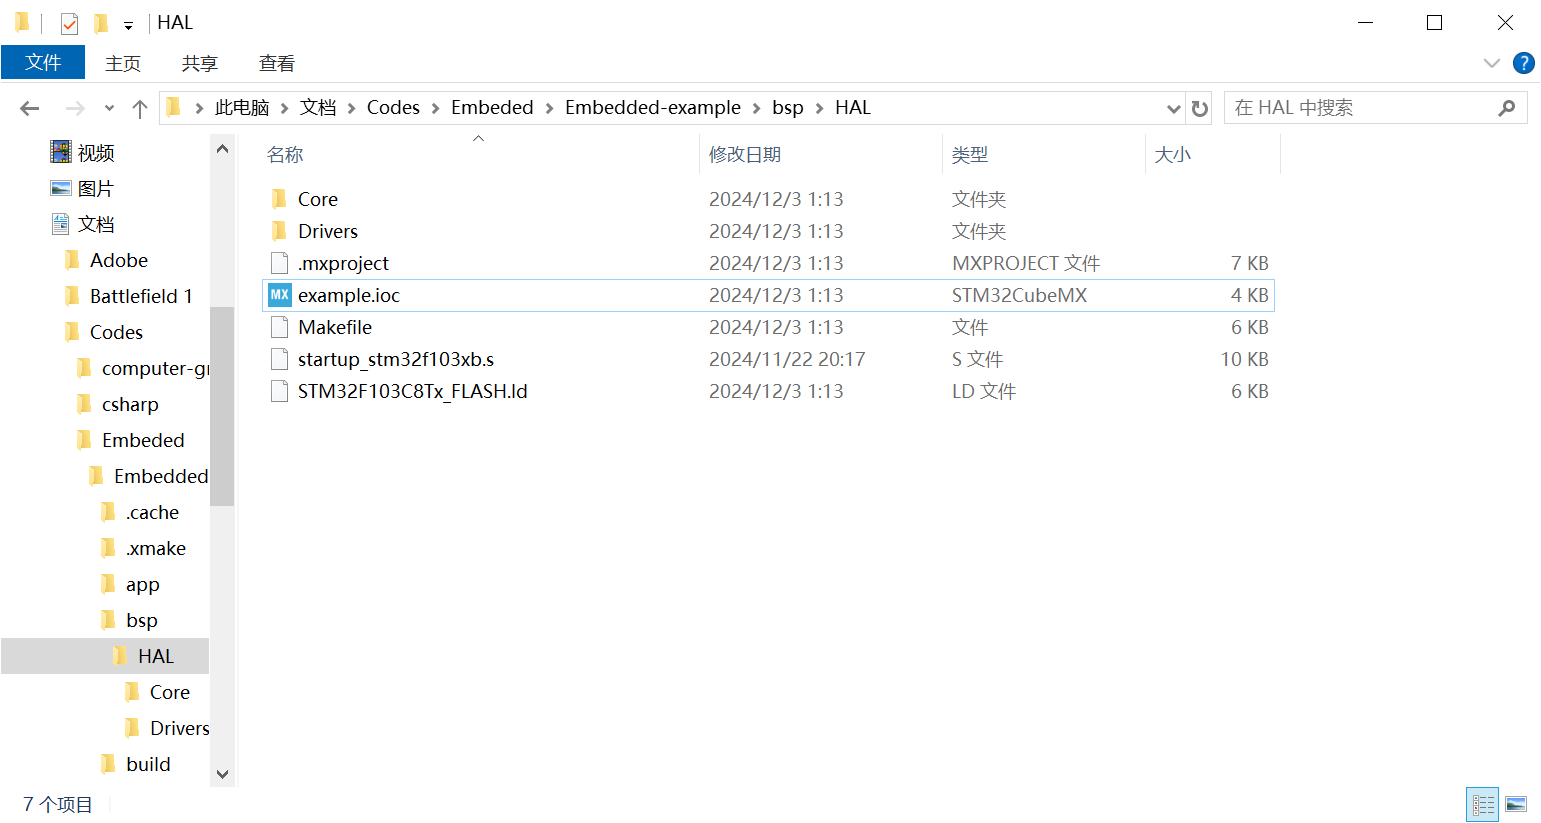 HAL
文件 主页 共享 查看
此电脑 文档 Codes Embeded Embedded-example bsp HAL 在 HAL 中搜索
视频
图片
文档
Adobe
Battlefield 1
Codes
computer-gr
csharp
Embeded
Embedded
.cache
.xmake
app
bsp
HAL
Core
Drivers
build
名称 修改日期 类型 大小
Core 2024/12/3 1:13 文件夹
Drivers 2024/12/3 1:13 文件夹
.mxproject 2024/12/3 1:13 MXPROJECT 文件 7 KB
MX example.ioc 2024/12/3 1:13 STM32CubeMX 4 KB
Makefile 2024/12/3 1:13 文件 6 KB
startup_stm32f103xb.s 2024/11/22 20:17 S 文件 10 KB
STM32F103C8Tx_FLASH.ld 2024/12/3 1:13 LD 文件 6 KB
7 个项目